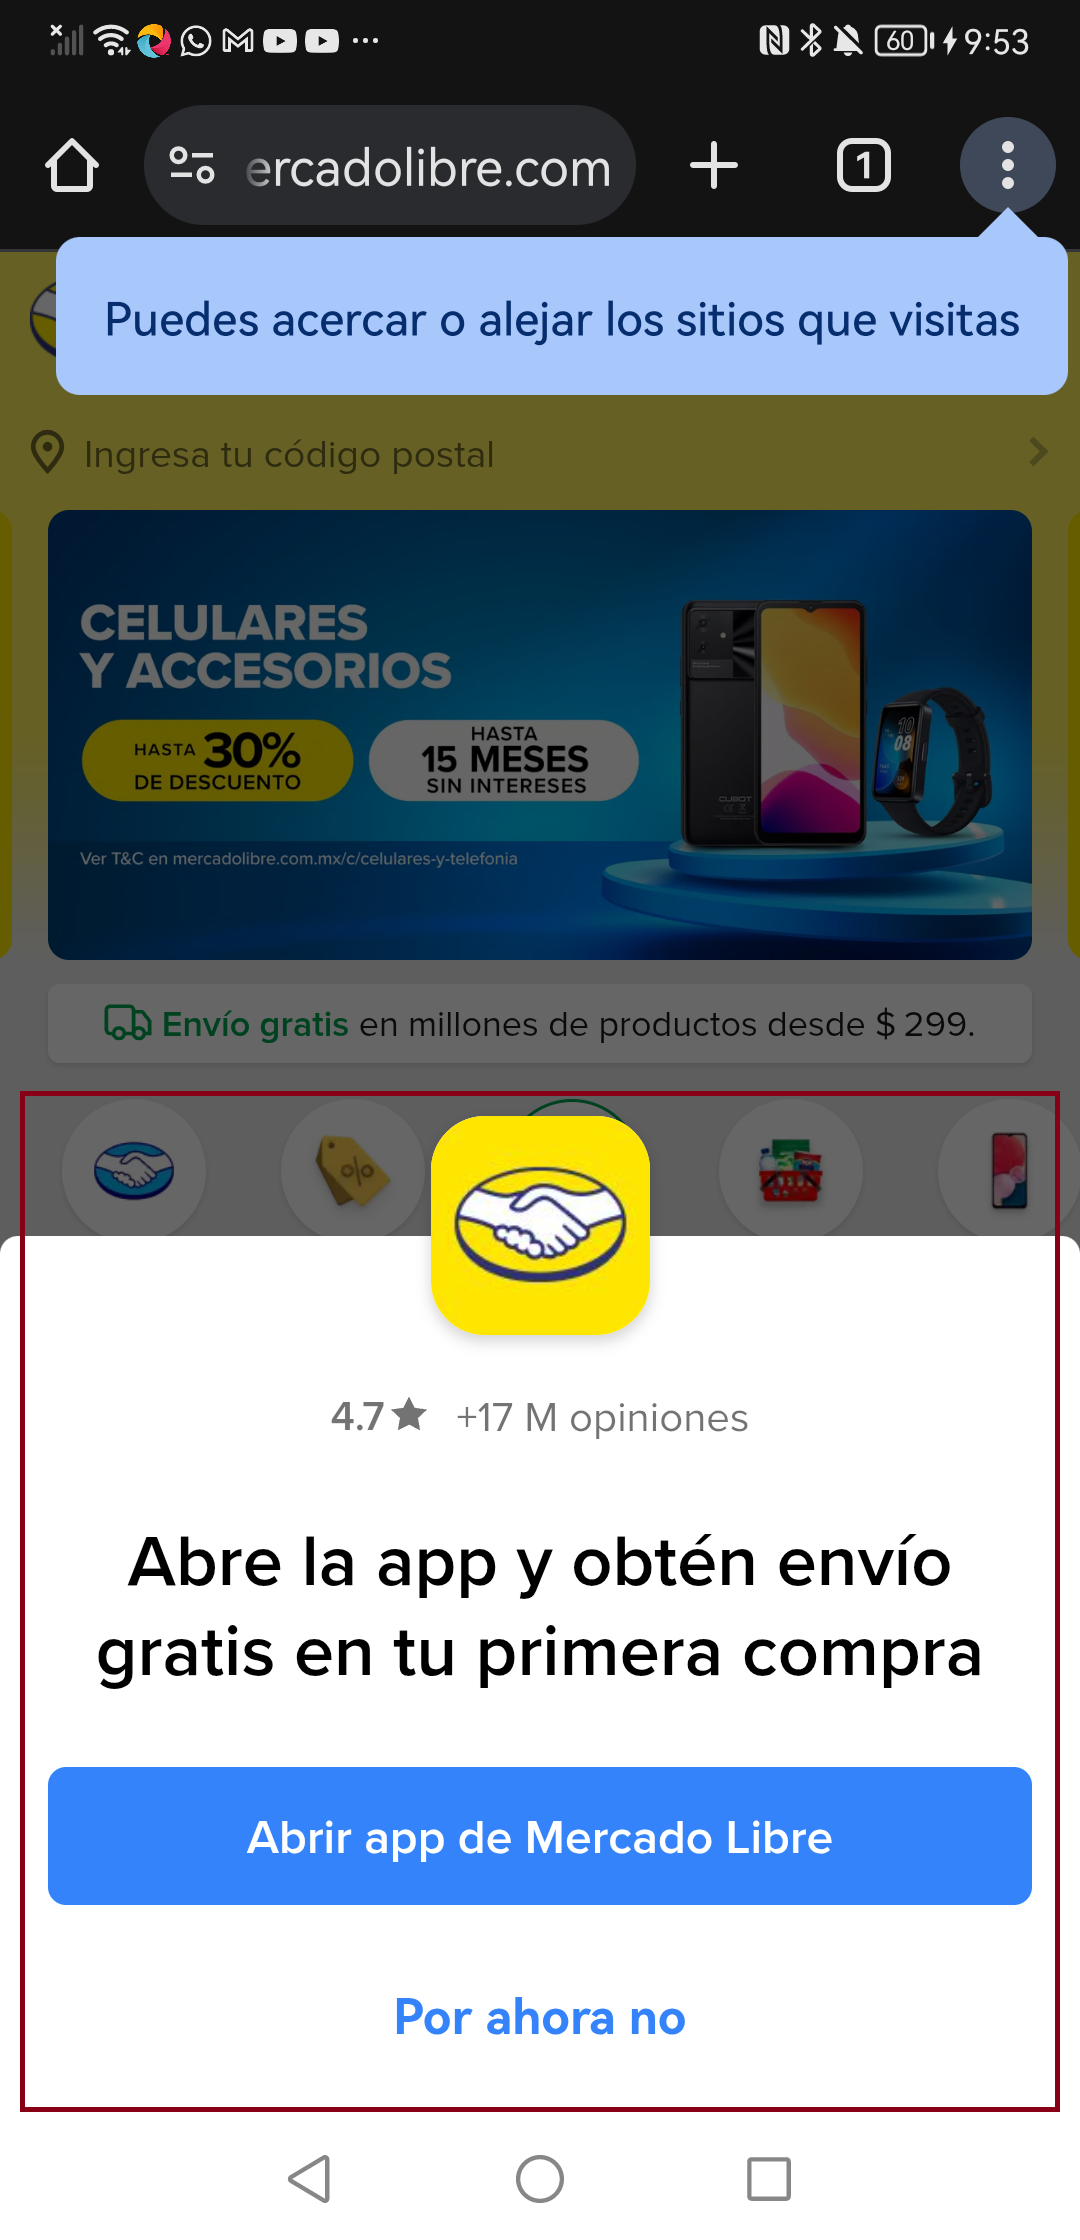 60 9:53
ercadolibre.com
1
Puedes acercar o alejar los sitios que visitas
Ingresa tu código postal
CELULARES
Y ACCESORIOS
HASTA 30%
DE DESCUENTO
HASTA
15 MESES
SIN INTERESES
10
08
CUBOT
Ver T&C en mercadolibre.com.mx/c/celulares-y-telefonia
Envío gratis en millones de productos desde $ 299.
%
4.7★ +17 M opiniones
Abre la app y obtén envío
gratis en tu primera compra
Abrir app de Mercado Libre
Por ahora no